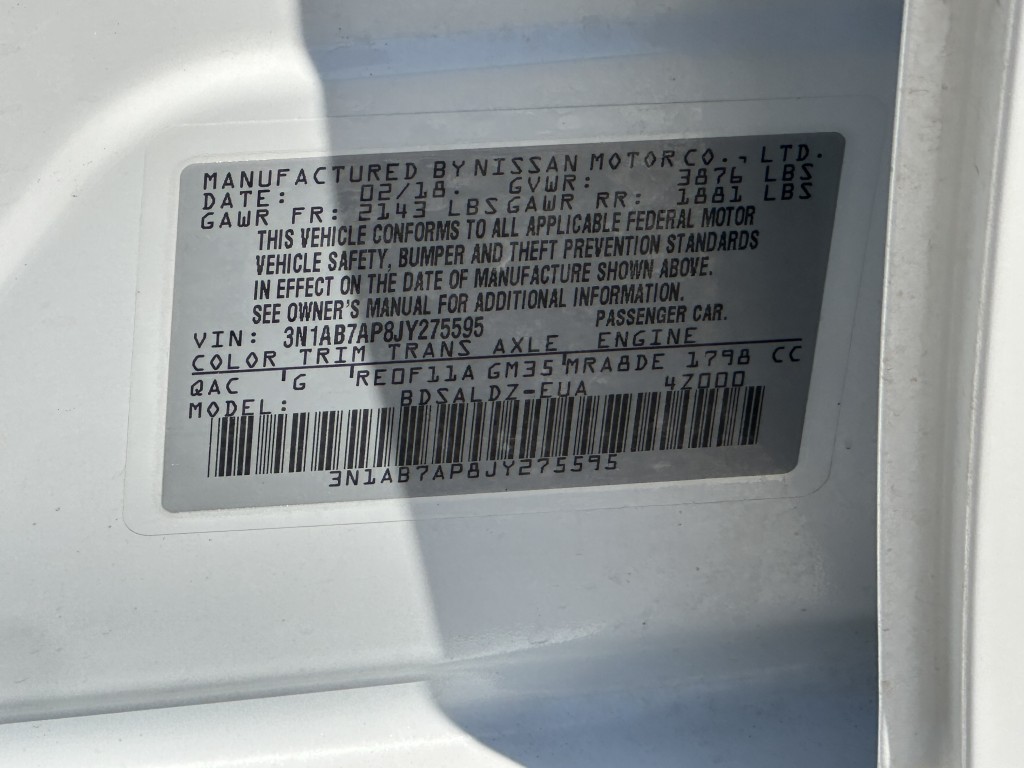 MANUFACTURED BY NISSAN MOTOR CO., LTD.
DATE: 02/18. GVWR: 3876 LBS
GAWR FR: 2143 LBS GAWR RR: 1881 LBS
THIS VEHICLE CONFORMS TO ALL APPLICABLE FEDERAL MOTOR
VEHICLE SAFETY, BUMPER AND THEFT PREVENTION STANDARDS
IN EFFECT ON THE DATE OF MANUFACTURE SHOWN ABOVE.
SEE OWNER'S MANUAL FOR ADDITIONAL INFORMATION.
VIN: 3N1AB7AP8JY275595 PASSENGER CAR.
COLOR TRIM TRANS AXLE ENGINE
QAC G RE0F11A GM35 MRA8DE 1798 CC
MODEL: BDSALDZ-EUA 47000
3N1AB7AP8JY275595